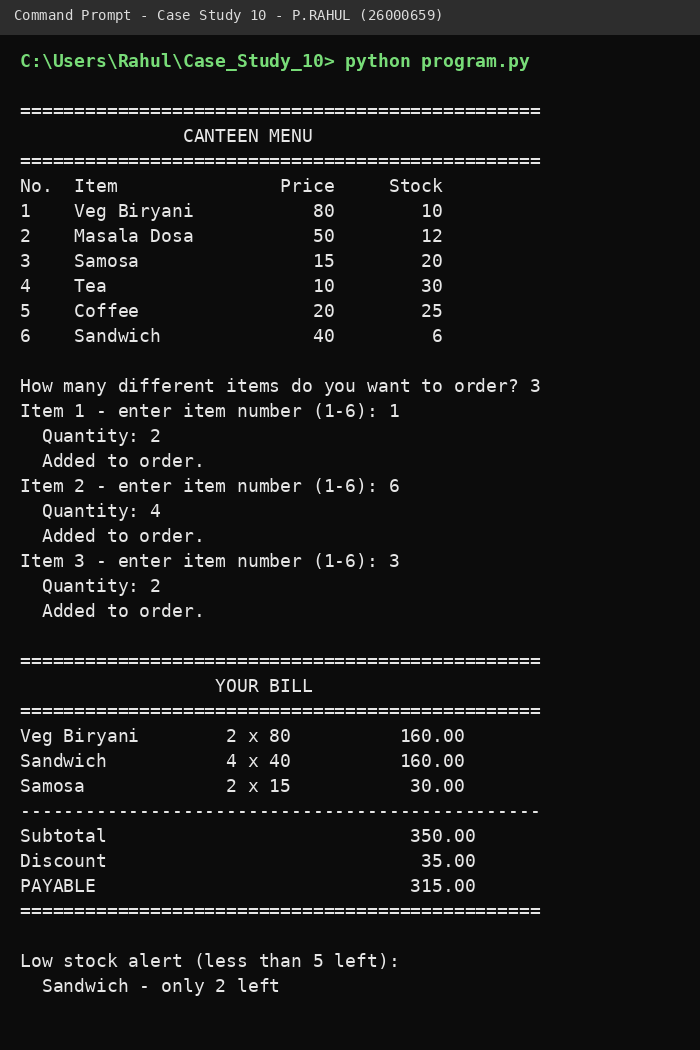 Command Prompt - Case Study 10 - P.RAHUL (26000659)
C:\Users\Rahul\Case_Study_10> python program.py
================================================
               CANTEEN MENU
================================================
No.  Item               Price     Stock
1    Veg Biryani           80        10
2    Masala Dosa           50        12
3    Samosa                15        20
4    Tea                   10        30
5    Coffee                20        25
6    Sandwich              40         6
How many different items do you want to order? 3
Item 1 - enter item number (1-6): 1
  Quantity: 2
  Added to order.
Item 2 - enter item number (1-6): 6
  Quantity: 4
  Added to order.
Item 3 - enter item number (1-6): 3
  Quantity: 2
  Added to order.
================================================
                  YOUR BILL
================================================
Veg Biryani        2 x 80          160.00
Sandwich           4 x 40          160.00
Samosa             2 x 15           30.00
------------------------------------------------
Subtotal                            350.00
Discount                             35.00
PAYABLE                             315.00
================================================
Low stock alert (less than 5 left):
  Sandwich - only 2 left